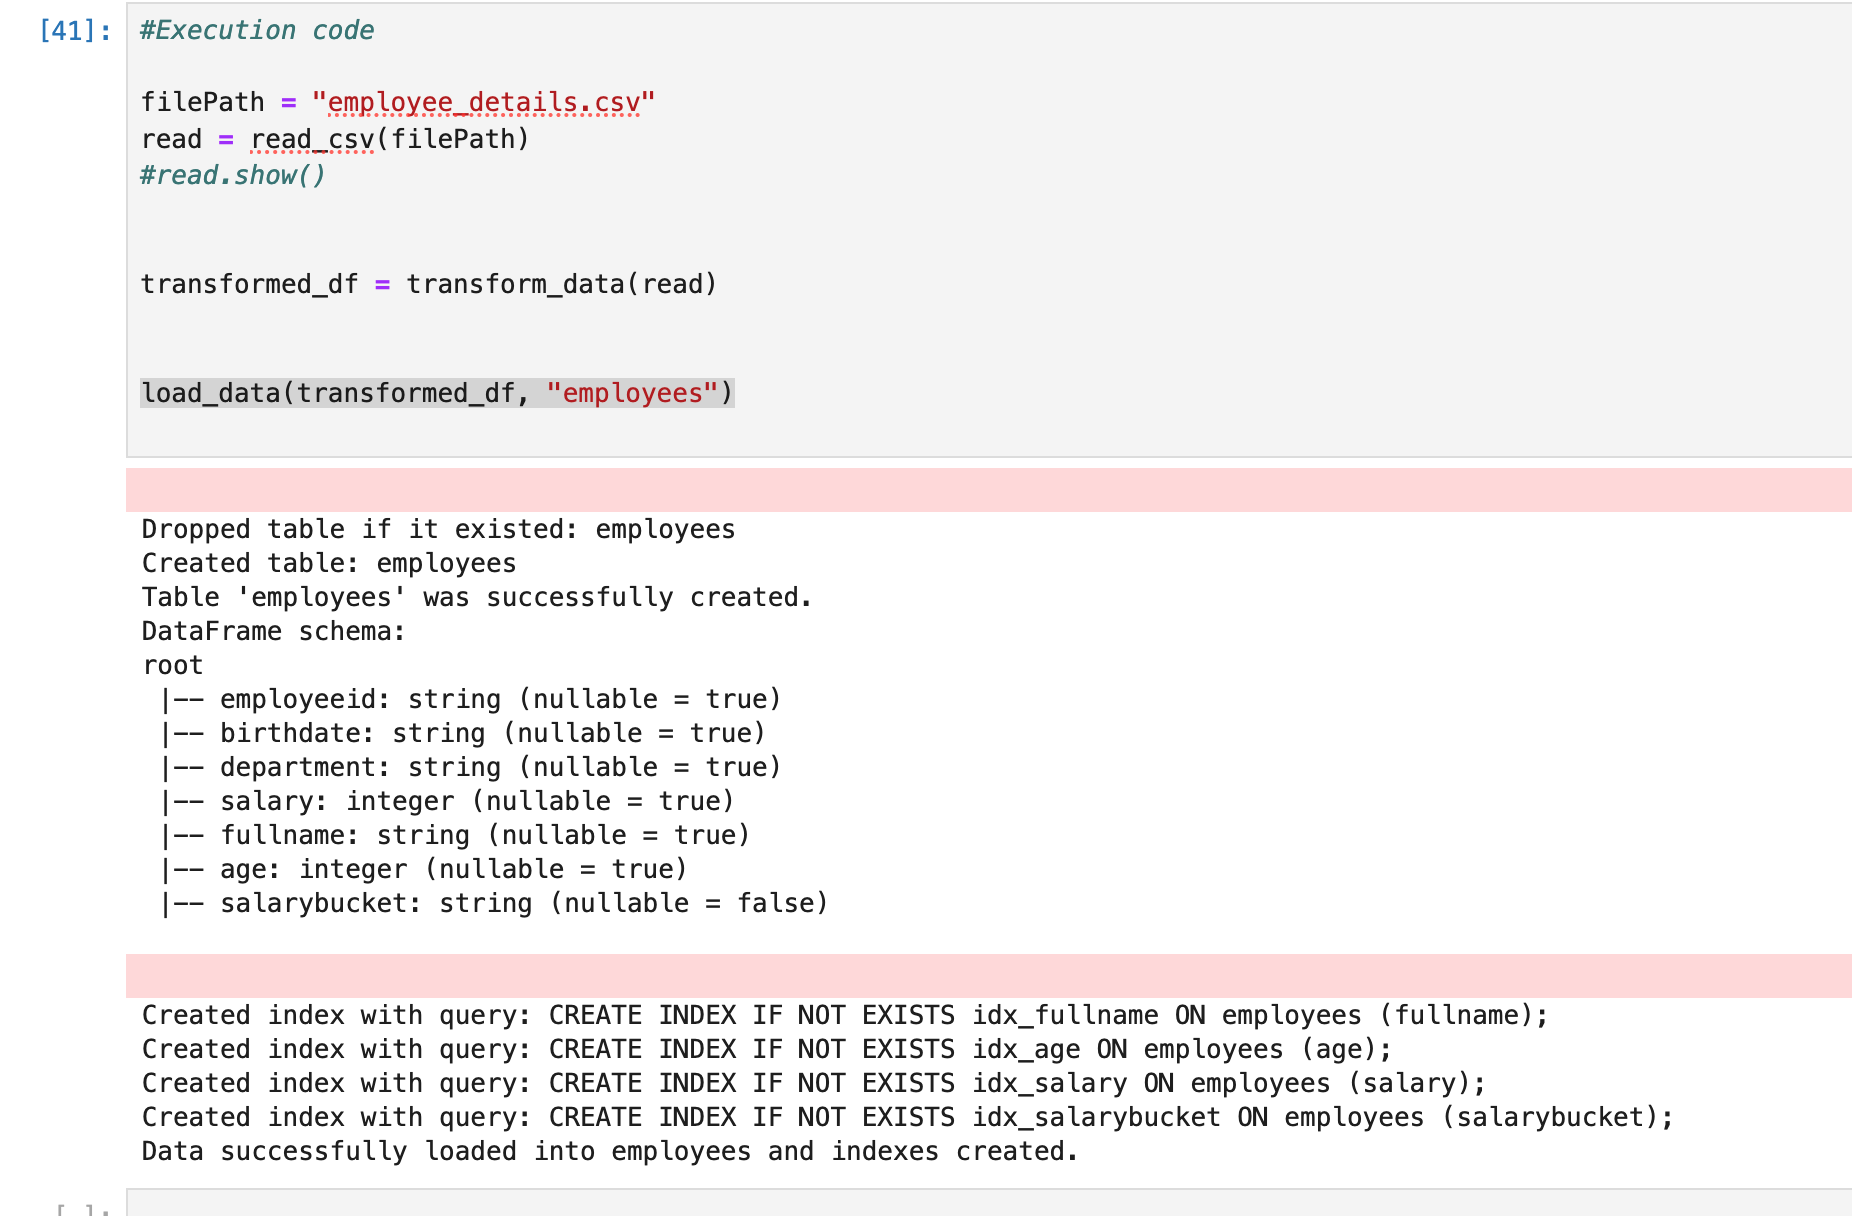 [41]: #Execution code
filePath = "employee_details.csv"
read = read_csv(filePath)
#read.show()
transformed_df = transform_data(read)
load_data(transformed_df, "employees")
Dropped table if it existed: employees
Created table: employees
Table 'employees' was successfully created.
DataFrame schema:
root
 |-- employeeid: string (nullable = true)
 |-- birthdate: string (nullable = true)
 |-- department: string (nullable = true)
 |-- salary: integer (nullable = true)
 |-- fullname: string (nullable = true)
 |-- age: integer (nullable = true)
 |-- salarybucket: string (nullable = false)
Created index with query: CREATE INDEX IF NOT EXISTS idx_fullname ON employees (fullname);
Created index with query: CREATE INDEX IF NOT EXISTS idx_age ON employees (age);
Created index with query: CREATE INDEX IF NOT EXISTS idx_salary ON employees (salary);
Created index with query: CREATE INDEX IF NOT EXISTS idx_salarybucket ON employees (salarybucket);
Data successfully loaded into employees and indexes created.
[ ]: